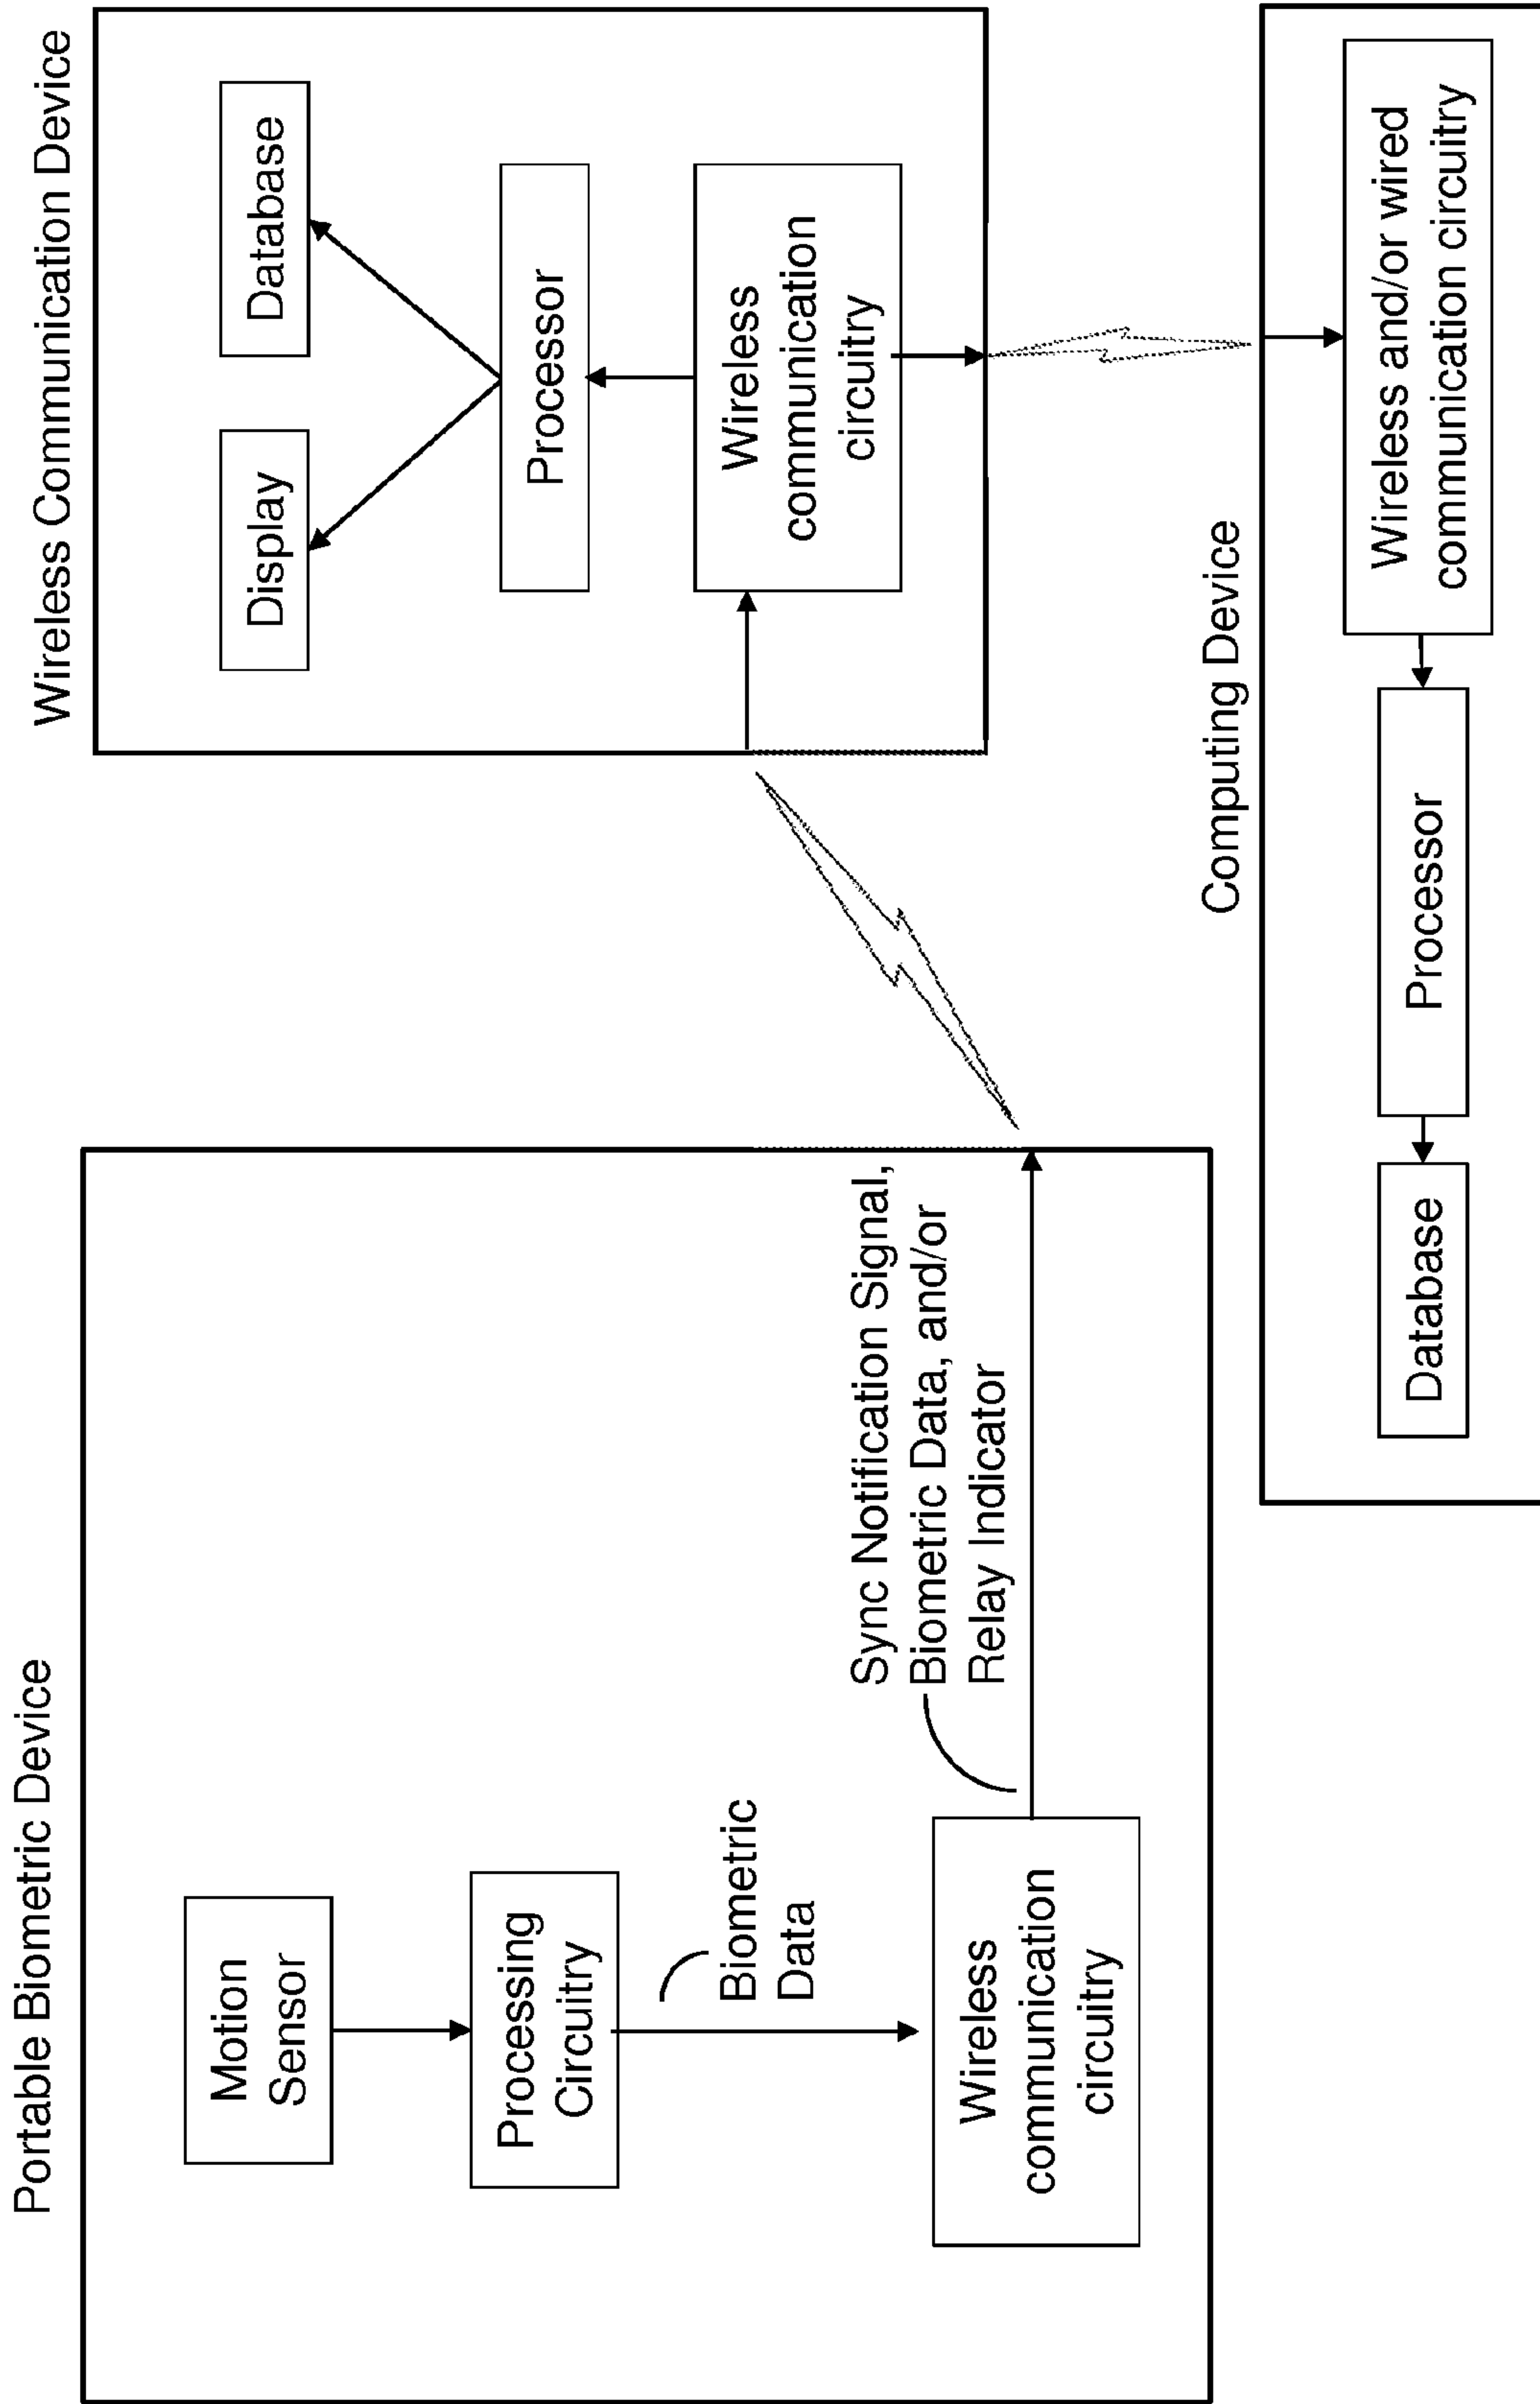 Portable Biometric Device
Motion
Sensor
Processing
Circuitry
Biometric
Data
Wireless
communication
circuitry
Sync Notification Signal,
Biometric Data, and/or
Relay Indicator
Wireless Communication Device
Display
Database
Processor
Wireless
communication
circuitry
Computing Device
Database
Processor
Wireless and/or wired
communication circuitry